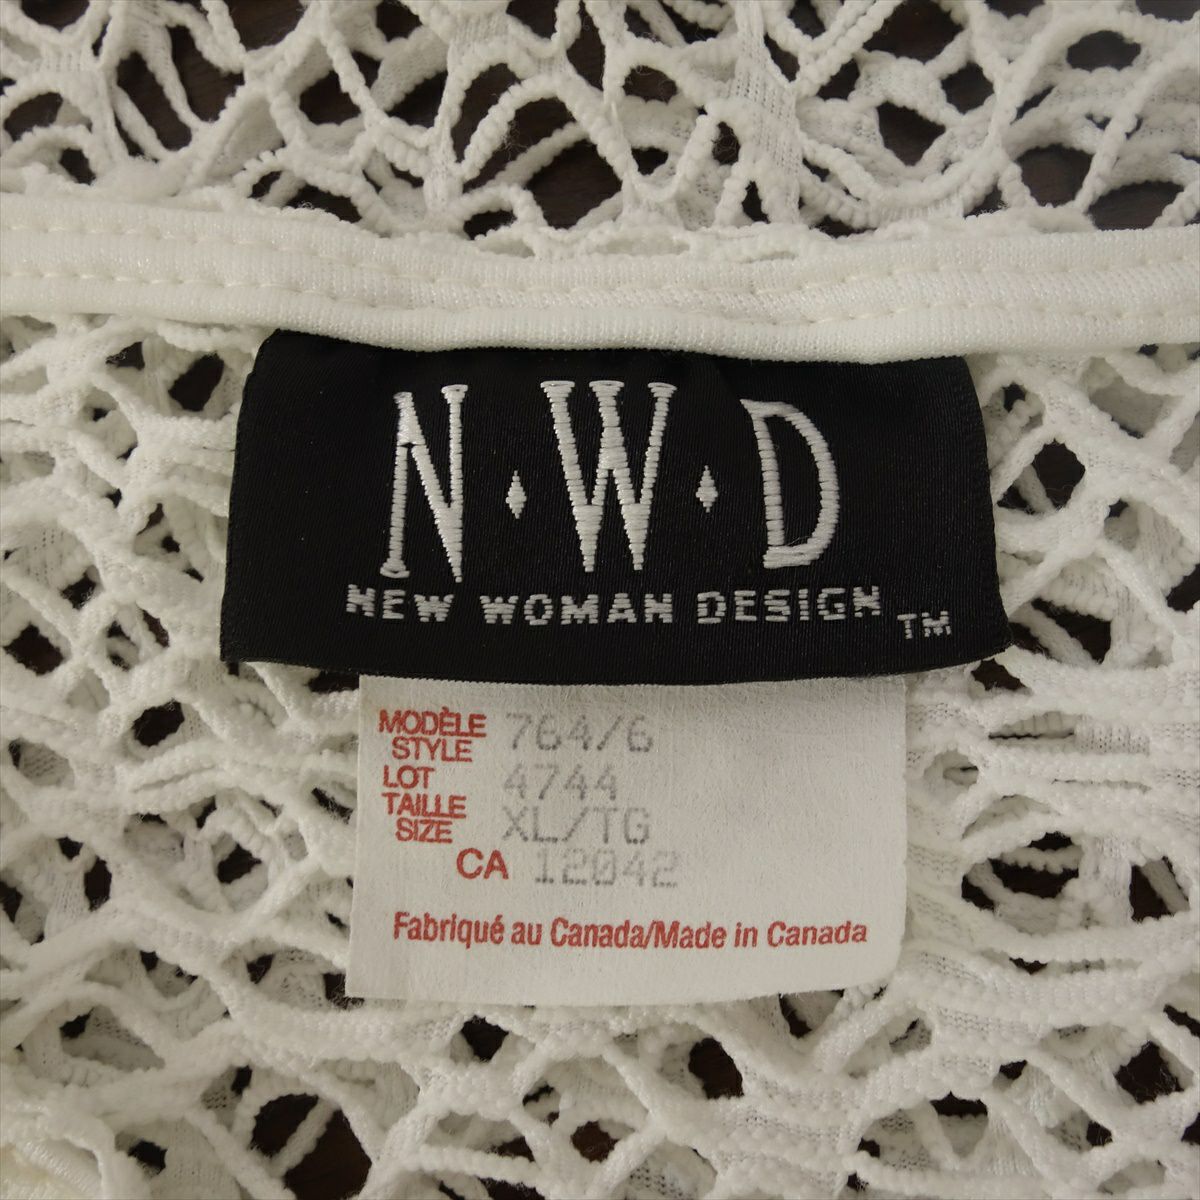 N·W·D
NEW WOMAN DESIGN TM
MODÈLE 764/6
STYLE
LOT 4744
TAILLE XL/TG
SIZE
CA 12042
Fabriqué au Canada/Made in Canada